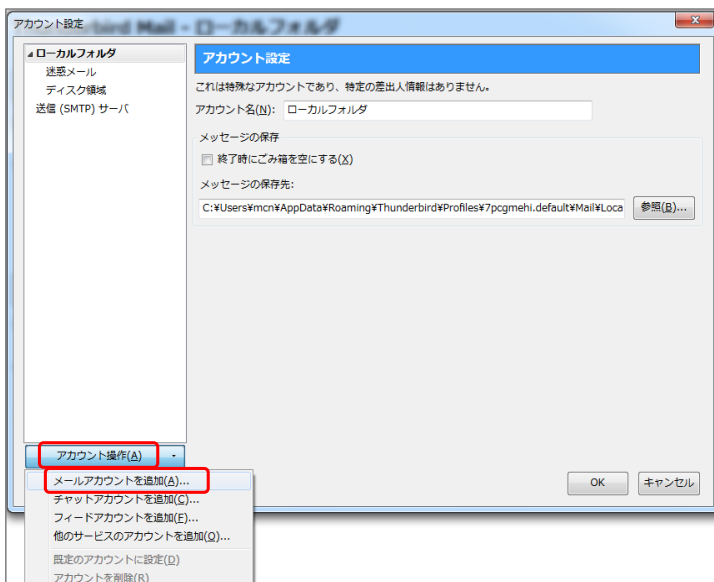 アカウント設定
Thunderbird Mail - ローカルフォルダ
ローカルフォルダ
迷惑メール
ディスク領域
送信 (SMTP) サーバ
アカウント設定
これは特殊なアカウントであり、特定の差出人情報はありません。
アカウント名(N): ローカルフォルダ
メッセージの保存
終了時にごみ箱を空にする(X)
メッセージの保存先:
C:¥Users¥mcn¥AppData¥Roaming¥Thunderbird¥Profiles¥7pcgmehi.default¥Mail¥Loca 参照(B)...
アカウント操作(A)
メールアカウントを追加(A)...
チャットアカウントを追加(C)...
フィードアカウントを追加(F)...
他のサービスのアカウントを追加(O)...
既定のアカウントに設定(D)
アカウントを削除(R)
OK キャンセル